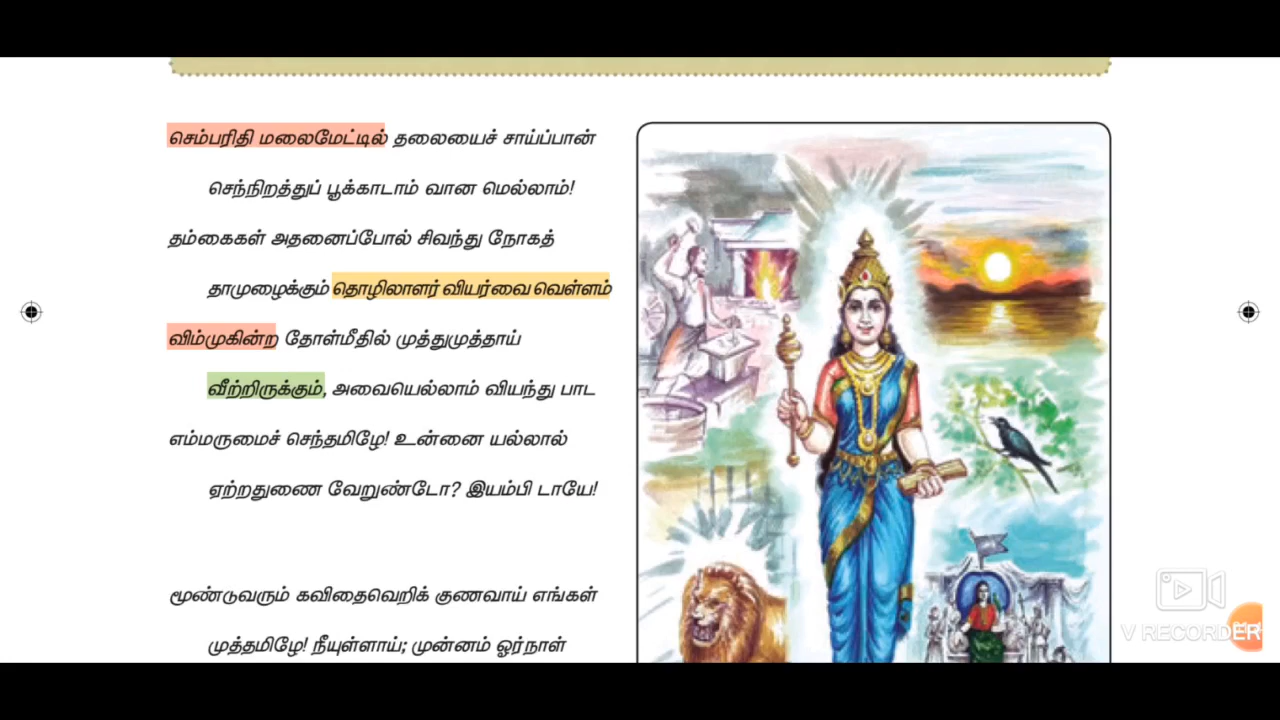 செம்பரிதி மலைமேட்டில் தலையைச் சாய்ப்பான்
செந்நிறத்துப் பூக்காடாம் வான மெல்லாம்!
தம்கைகள் அதனைப்போல் சிவந்து நோகத்
தாமுழைக்கும் தொழிலாளர் வியர்வை வெள்ளம்
விம்முகின்ற தோள்மீதில் முத்துமுத்தாய்
வீற்றிருக்கும், அவையெல்லாம் வியந்து பாட
எம்மருமைச் செந்தமிழே! உன்னை யல்லால்
ஏற்றதுணை வேறுண்டோ? இயம்பி டாயே!
மூண்டுவரும் கவிதைவெறிக் குணவாய் எங்கள்
முத்தமிழே! நீயுள்ளாய்; முன்னம் ஓர்நாள்
V RECORDER